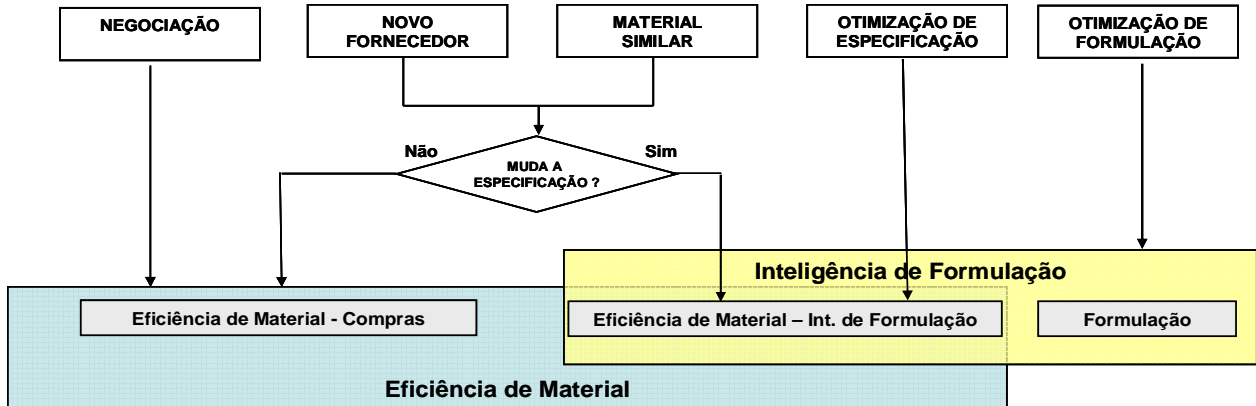 NEGOCIAÇÃO
NOVO
FORNECEDOR
MATERIAL
SIMILAR
OTIMIZAÇÃO DE
ESPECIFICAÇÃO
OTIMIZAÇÃO DE
FORMULAÇÃO
Não
Sim
MUDA A
ESPECIFICAÇÃO ?
Inteligência de Formulação
Eficiência de Material - Compras
Eficiência de Material – Int. de Formulação
Formulação
Eficiência de Material